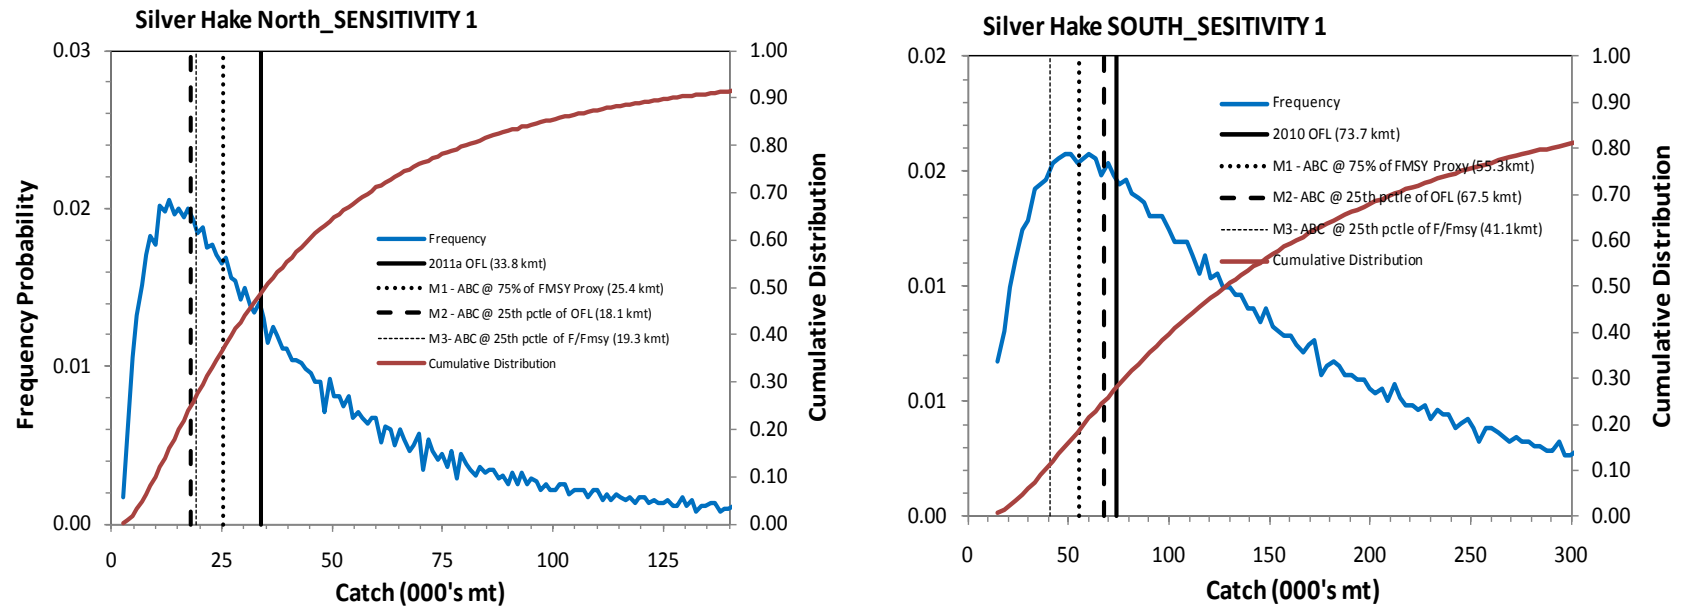 Silver Hake North_SENSITIVITY 1
0.03
0.02
0.01
0.00
Frequency Probability
1.00
0.90
0.80
0.70
0.60
0.50
0.40
0.30
0.20
0.10
0.00
Cumulative Distribution
Frequency
2011a OFL (33.8 kmt)
M1 - ABC @ 75% of FMSY Proxy (25.4 kmt)
M2 - ABC @ 25th pctle of OFL (18.1 kmt)
M3- ABC @ 25th pctle of F/Fmsy (19.3 kmt)
Cumulative Distribution
0 25 50 75 100 125
Catch (000's mt)
Silver Hake SOUTH_SESITIVITY 1
0.02
0.02
0.01
0.01
0.00
1.00
0.90
0.80
0.70
0.60
0.50
0.40
0.30
0.20
0.10
0.00
Cumulative Distribution
Frequency
2010 OFL (73.7 kmt)
M1 - ABC @ 75% of FMSY Proxy (55.3kmt)
M2- ABC @ 25th pctle of OFL (67.5 kmt)
M3- ABC @ 25th pctle of F/Fmsy (41.1kmt)
Cumulative Distribution
0 50 100 150 200 250 300
Catch (000's mt)